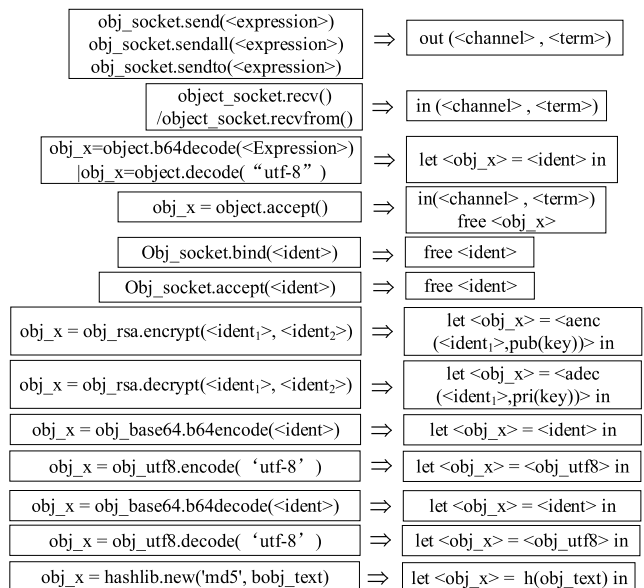 obj_socket.send(<expression>)
obj_socket.sendall(<expression>)
obj_socket.sendto(<expression>)
⇒
out (<channel> , <term>)
object_socket.recv()
/object_socket.recvfrom()
⇒
in (<channel> , <term>)
obj_x=object.b64decode(<Expression>)
|obj_x=object.decode(“utf-8”)
⇒
let <obj_x> = <ident> in
obj_x = object.accept()
⇒
in(<channel> , <term>)
free <obj_x>
Obj_socket.bind(<ident>)
⇒
free <ident>
Obj_socket.accept(<ident>)
⇒
free <ident>
obj_x = obj_rsa.encrypt(<ident₁>, <ident₂>)
⇒
let <obj_x> = <aenc
(<ident₁>,pub(key))> in
obj_x = obj_rsa.decrypt(<ident₁>, <ident₂>)
⇒
let <obj_x> = <adec
(<ident₁>,pri(key))> in
obj_x = obj_base64.b64encode(<ident>)
⇒
let <obj_x> = <ident> in
obj_x = obj_utf8.encode(‘utf-8’)
⇒
let <obj_x> = <obj_utf8> in
obj_x = obj_base64.b64decode(<ident>)
⇒
let <obj_x> = <ident> in
obj_x = obj_utf8.decode(‘utf-8’)
⇒
let <obj_x> = <obj_utf8> in
obj_x = hashlib.new('md5', bobj_text)
⇒
let <obj_x> = h(obj_text) in